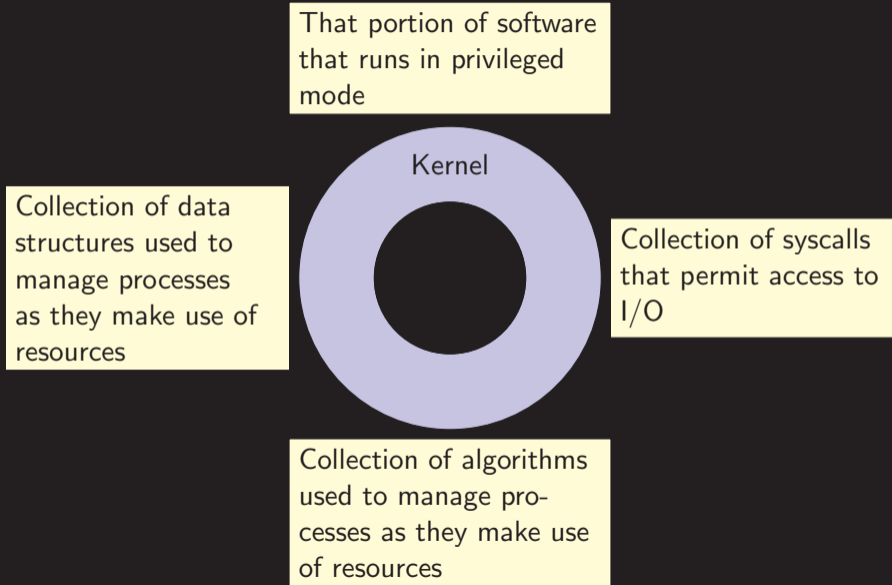 That portion of software
that runs in privileged
mode
Kernel
Collection of data
structures used to
manage processes
as they make use of
resources
Collection of syscalls
that permit access to
I/O
Collection of algorithms
used to manage pro-
cesses as they make use
of resources